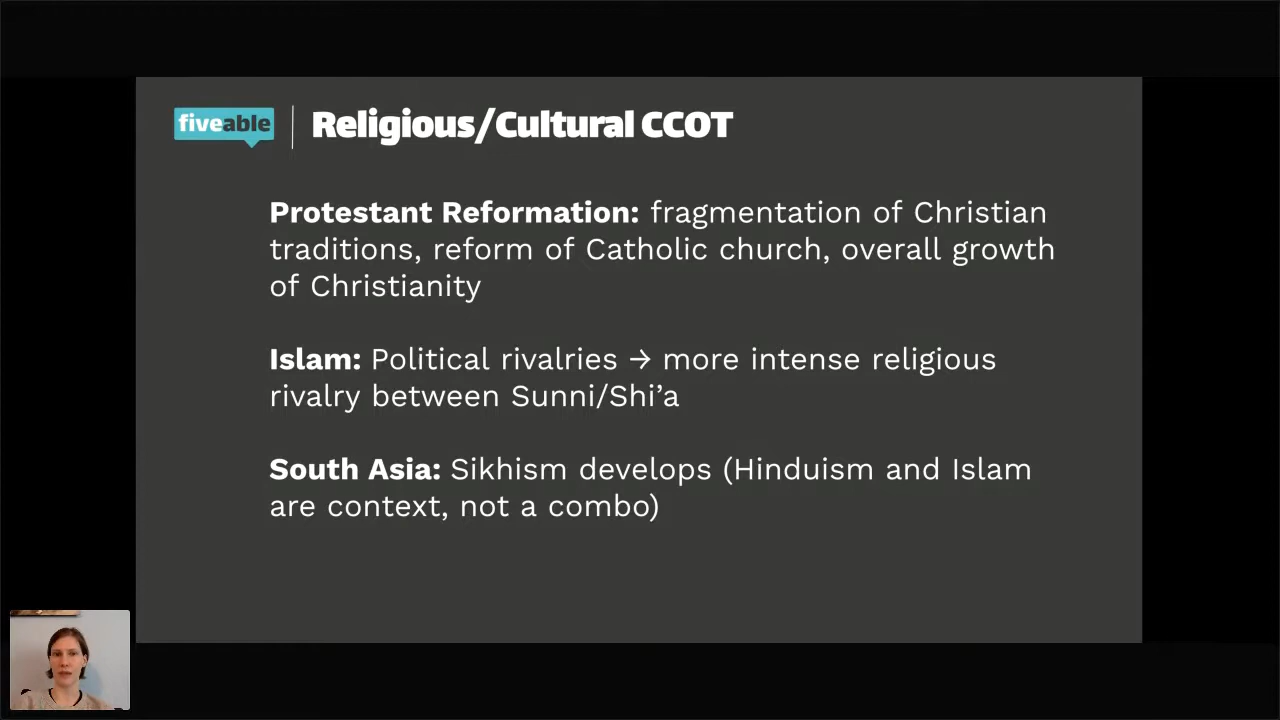 fiveable
Religious/Cultural CCOT
Protestant Reformation: fragmentation of Christian
traditions, reform of Catholic church, overall growth
of Christianity
Islam: Political rivalries → more intense religious
rivalry between Sunni/Shi’a
South Asia: Sikhism develops (Hinduism and Islam
are context, not a combo)